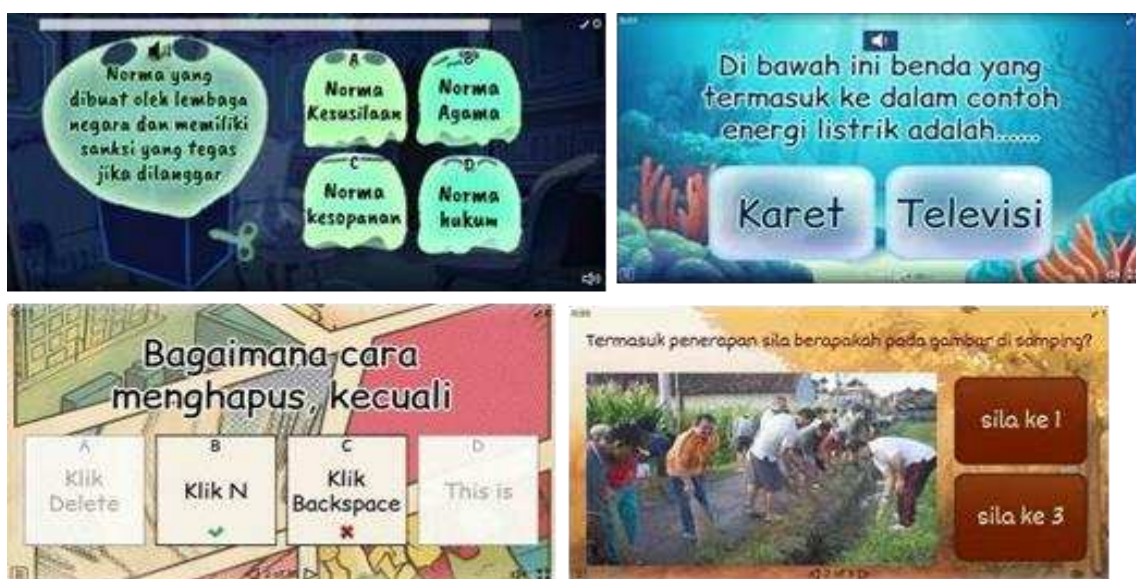 Norma yang
dibuat oleh lembaga
negara dan memiliki
sanksi yang tegas
jika dilanggar
A
Norma
Kesusilaan
B
Norma
Agama
C
Norma
kesopanan
D
Norma
hukum
Di bawah ini benda yang
termasuk ke dalam contoh
energi listrik adalah......
Karet
Televisi
Bagaimana cara
menghapus, kecuali
A
Klik
Delete
B
Klik N
C
Klik
Backspace
D
This is
Termasuk penerapan sila berapakah pada gambar di samping?
sila ke 1
sila ke 3